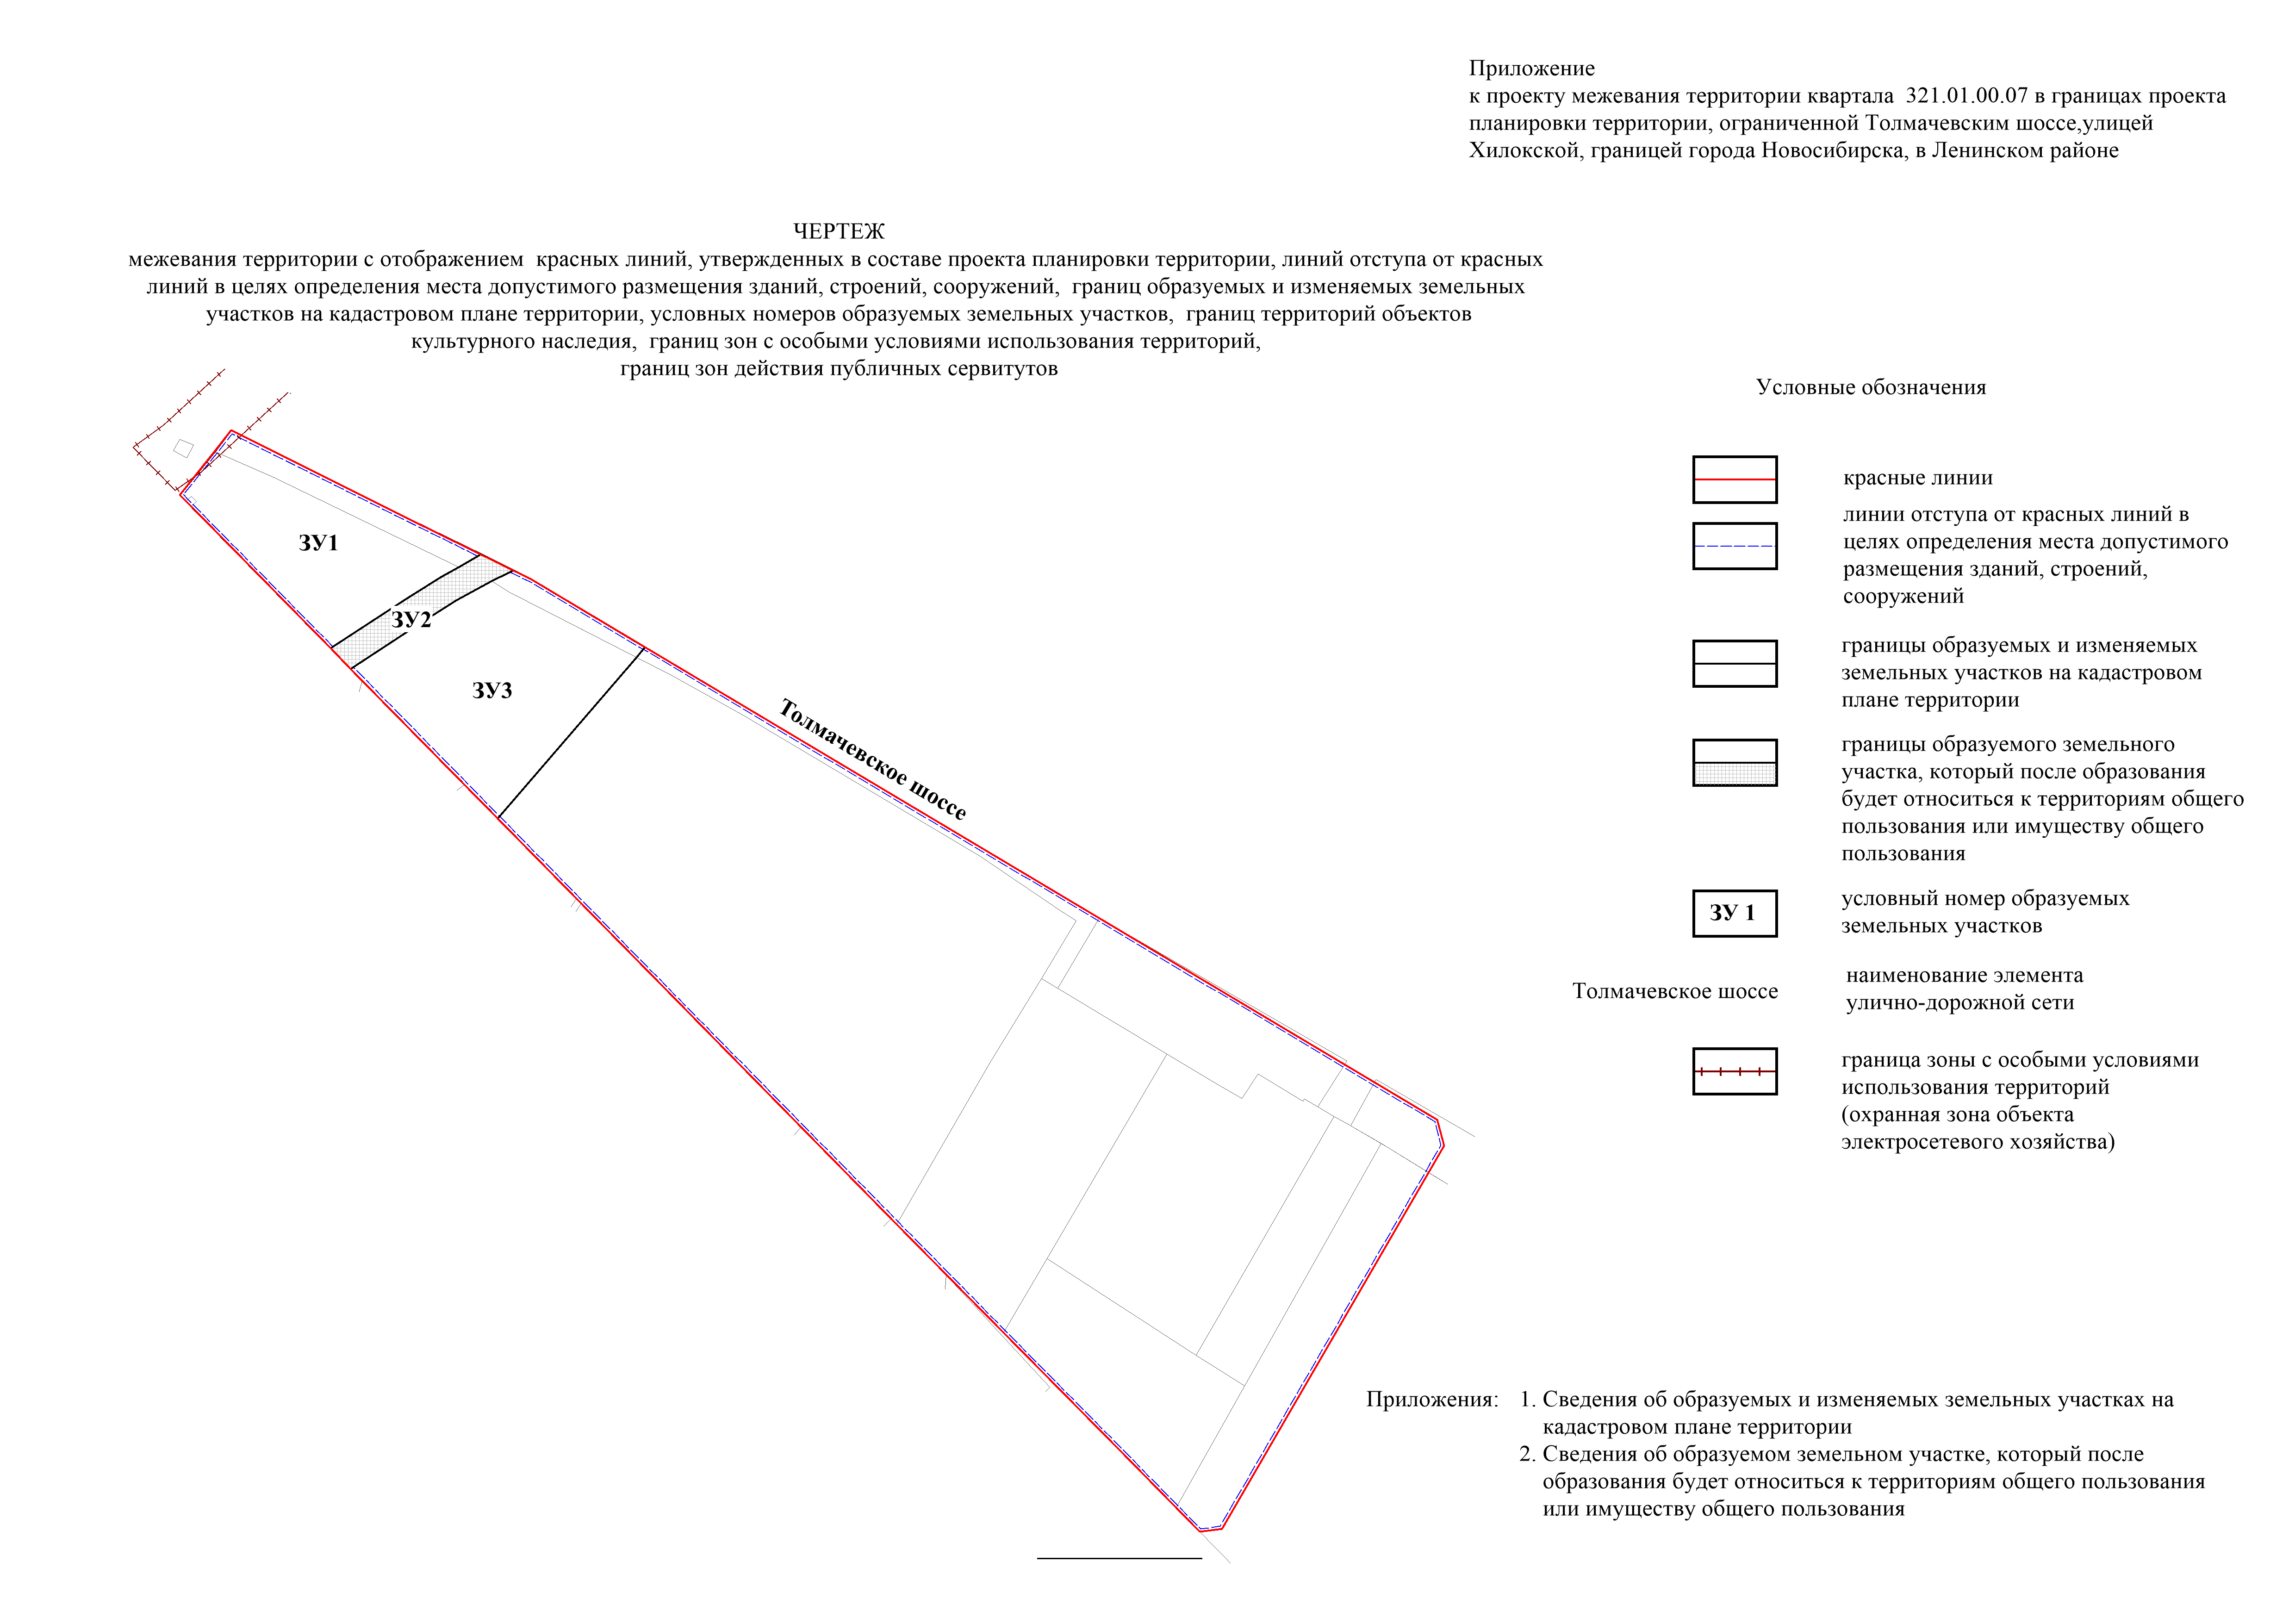 Приложение
к проекту межевания территории квартала 321.01.00.07 в границах проекта
планировки территории, ограниченной Толмачевским шоссе,улицей
Хилокской, границей города Новосибирска, в Ленинском районе
ЧЕРТЕЖ
межевания территории с отображением красных линий, утвержденных в составе проекта планировки территории, линий отступа от красных
линий в целях определения места допустимого размещения зданий, строений, сооружений, границ образуемых и изменяемых земельных
участков на кадастровом плане территории, условных номеров образуемых земельных участков, границ территорий объектов
культурного наследия, границ зон с особыми условиями использования территорий,
границ зон действия публичных сервитутов
ЗУ1
ЗУ2
ЗУ3
Толмачевское шоссе
Условные обозначения
красные линии
линии отступа от красных линий в
целях определения места допустимого
размещения зданий, строений,
сооружений
границы образуемых и изменяемых
земельных участков на кадастровом
плане территории
границы образуемого земельного
участка, который после образования
будет относиться к территориям общего
пользования или имуществу общего
пользования
ЗУ 1
условный номер образуемых
земельных участков
Толмачевское шоссе
наименование элемента
улично-дорожной сети
граница зоны с особыми условиями
использования территорий
(охранная зона объекта
электросетевого хозяйства)
Приложения: 1. Сведения об образуемых и изменяемых земельных участках на
кадастровом плане территории
2. Сведения об образуемом земельном участке, который после
образования будет относиться к территориям общего пользования
или имуществу общего пользования